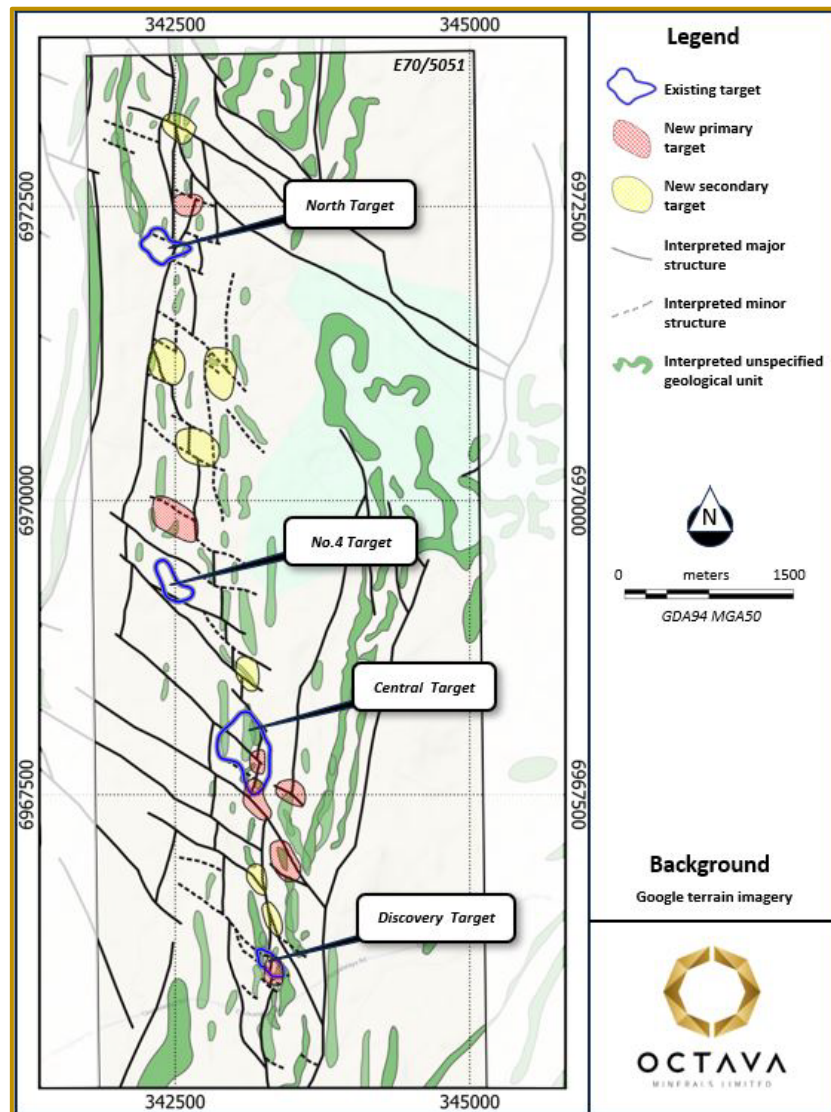 342500
345000
E70/5051
6972500
6972500
North Target
6970000
6970000
No.4 Target
Central Target
6967500
6967500
Discovery Target
342500
345000
Legend
Existing target
New primary
target
New secondary
target
Interpreted major
structure
Interpreted minor
structure
Interpreted unspecified
geological unit
N
0 meters 1500
GDA94 MGA50
Background
Google terrain imagery
OCTAVA
MINERALS LIMITED